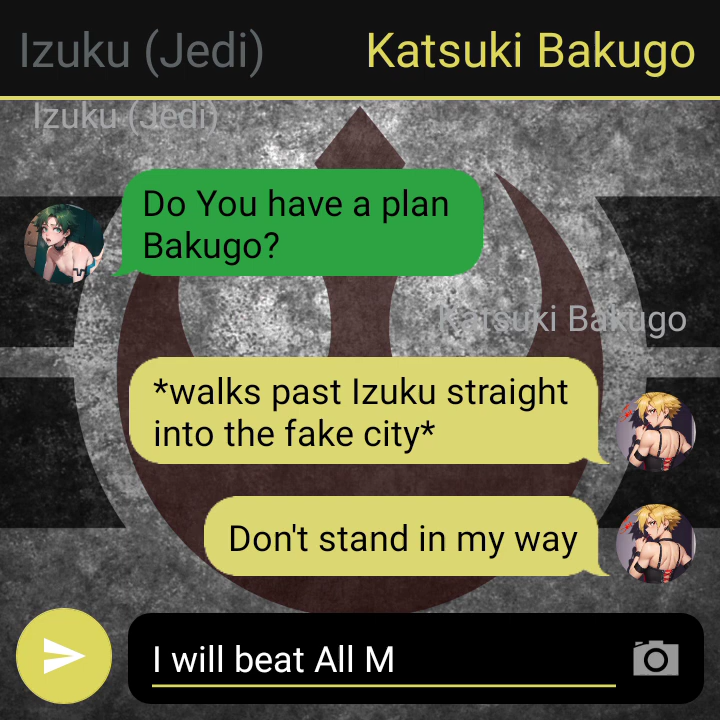 Izuku (Jedi) Katsuki Bakugo
Izuku (Jedi)
Do You have a plan
Bakugo?
Katsuki Bakugo
*walks past Izuku straight
into the fake city*
Don't stand in my way
I will beat All M